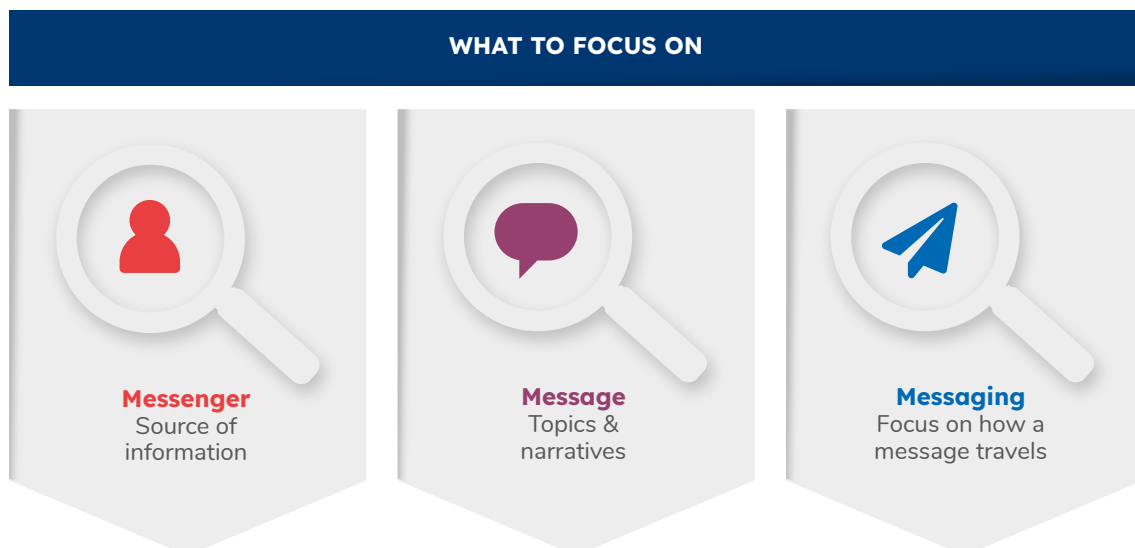 WHAT TO FOCUS ON
Messenger
Source of
information
Message
Topics &
narratives
Messaging
Focus on how a
message travels